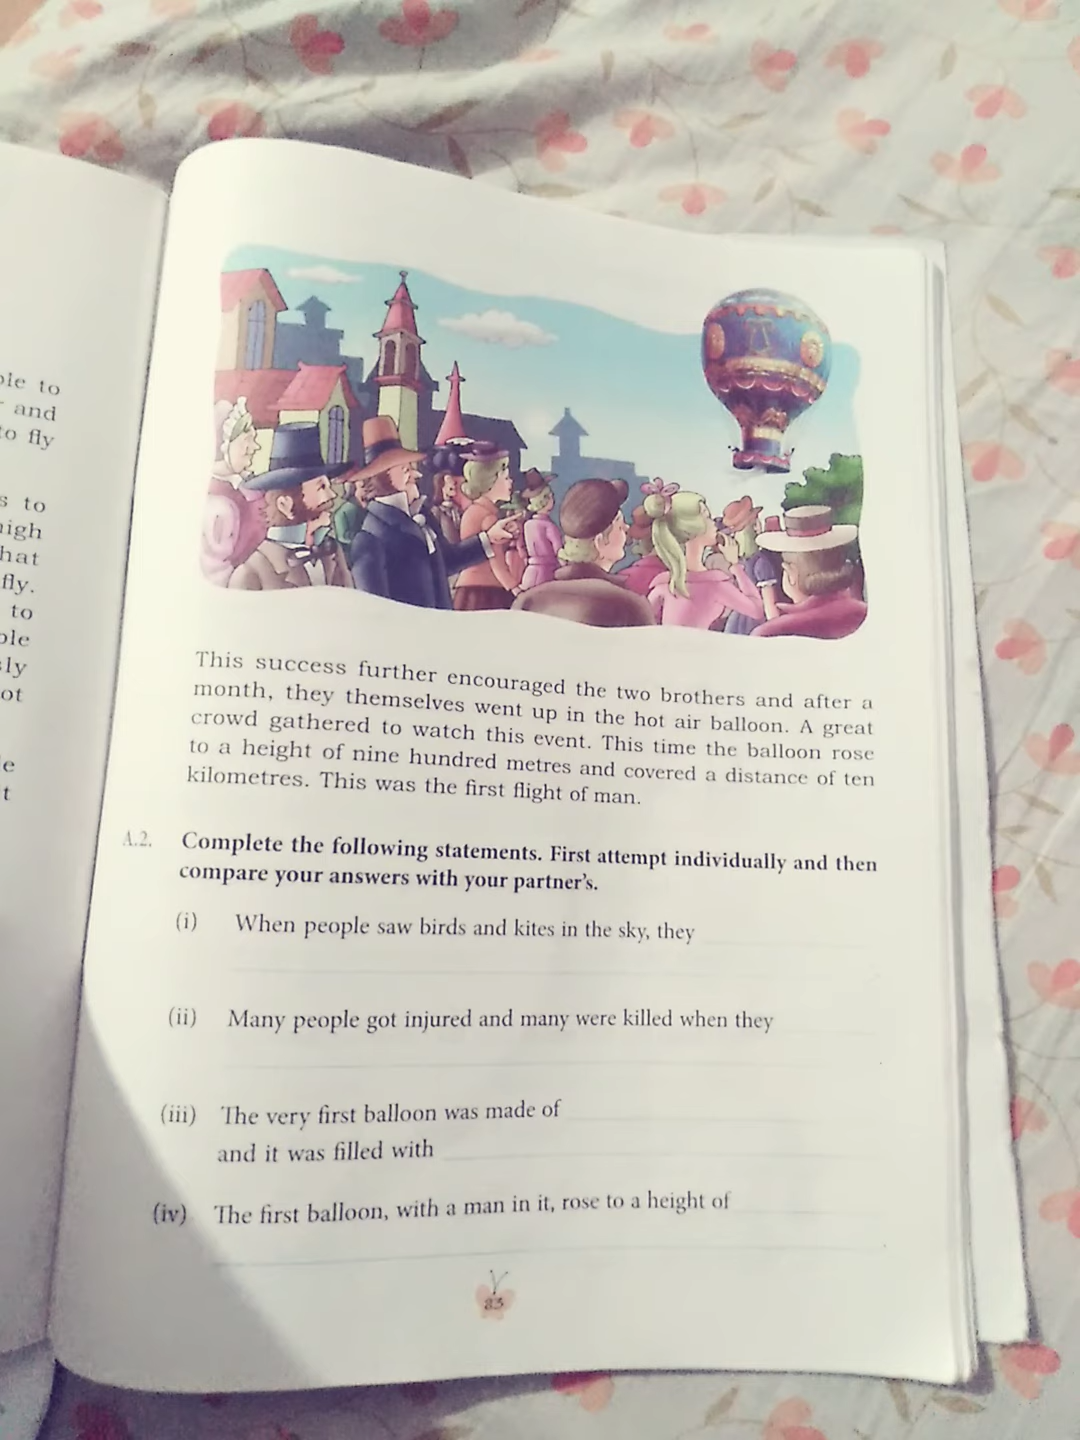 ble to
and
to fly
s to
high
hat
fly.
to
ole
sly
ot
e
t
This success further encouraged the two brothers and after a
month, they themselves went up in the hot air balloon. A great
crowd gathered to watch this event. This time the balloon rose
to a height of nine hundred metres and covered a distance of ten
kilometres. This was the first flight of man.
A.2. Complete the following statements. First attempt individually and then
compare your answers with your partner's.
(i) When people saw birds and kites in the sky, they
(ii) Many people got injured and many were killed when they
(iii) The very first balloon was made of
and it was filled with
(iv) The first balloon, with a man in it, rose to a height of
83